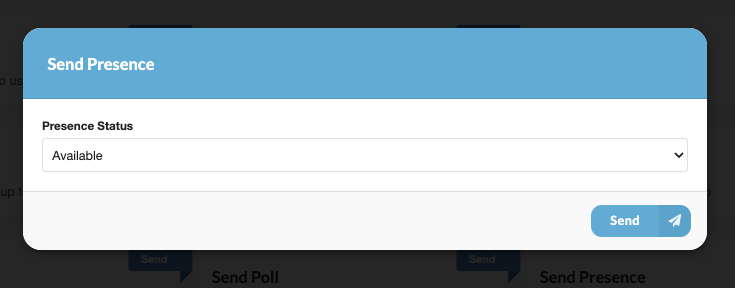 Send Presence
o us
Presence Status
Available
up t
Send
Send
Send
Send Poll
Send Presence